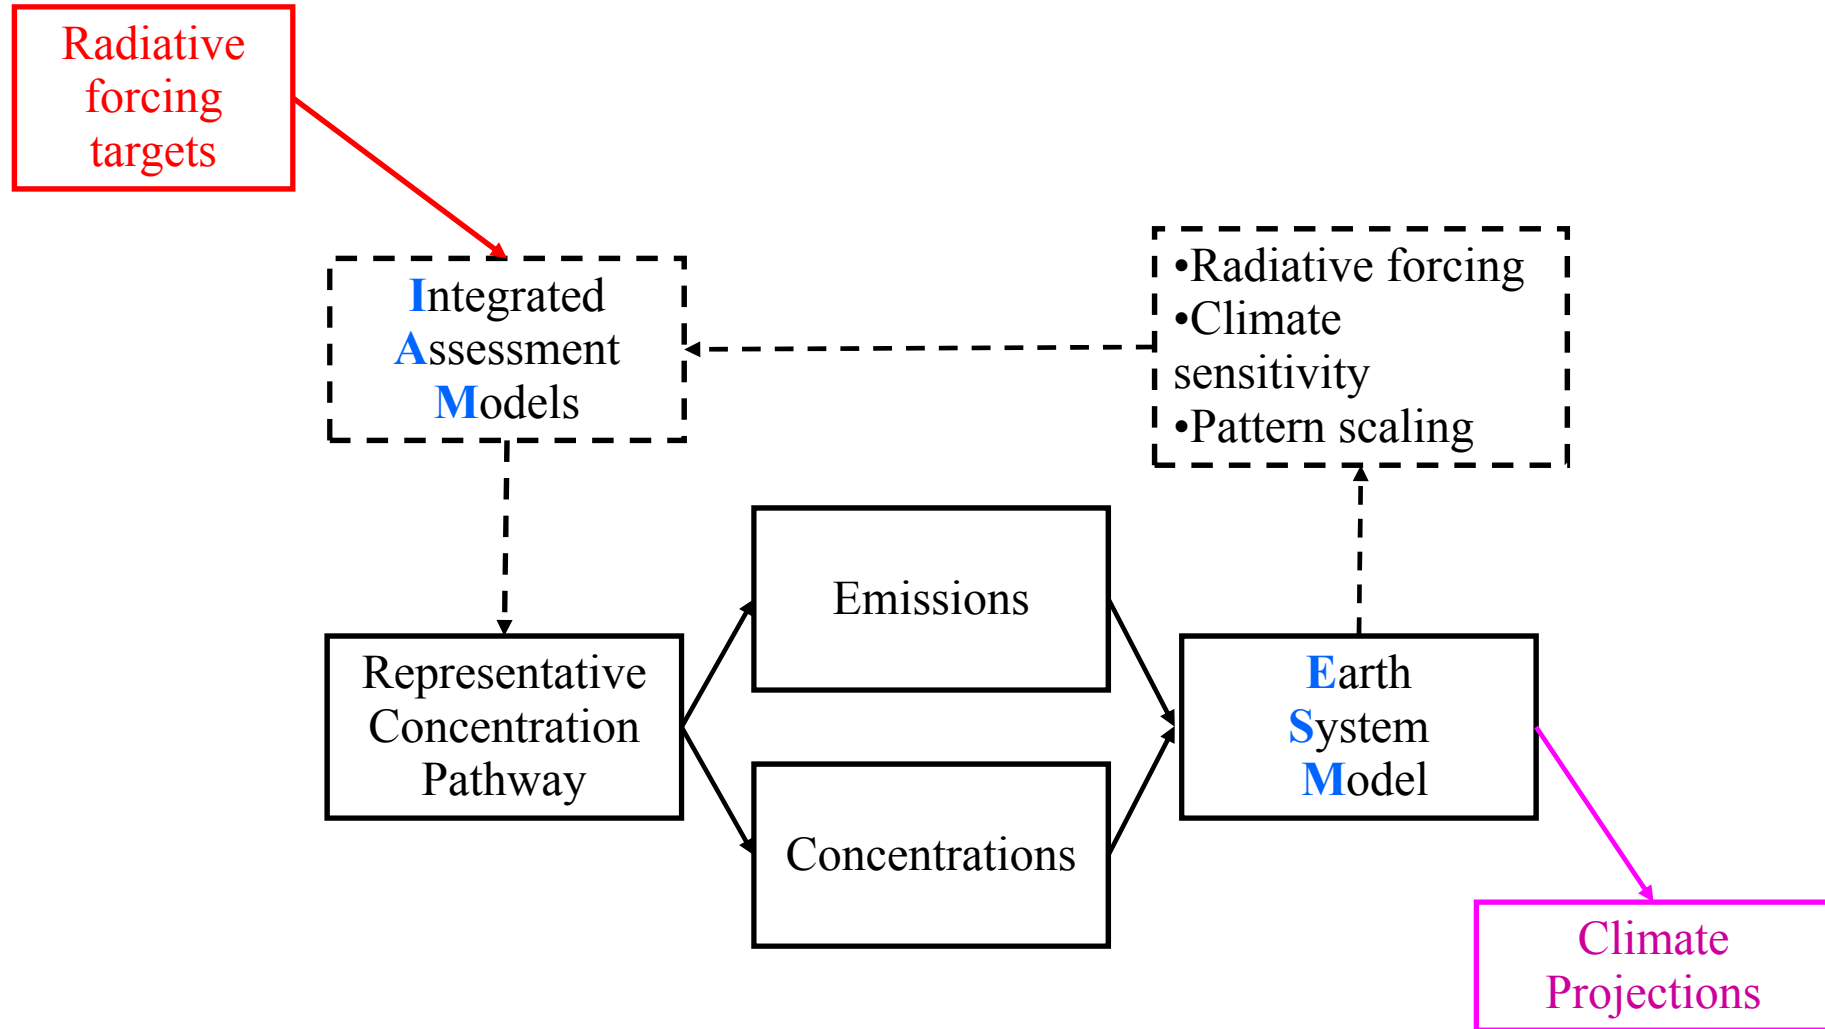 Radiative
forcing
targets
Integrated
Assessment
Models
•Radiative forcing
•Climate
sensitivity
•Pattern scaling
Emissions
Representative
Concentration
Pathway
Earth
System
Model
Concentrations
Climate
Projections